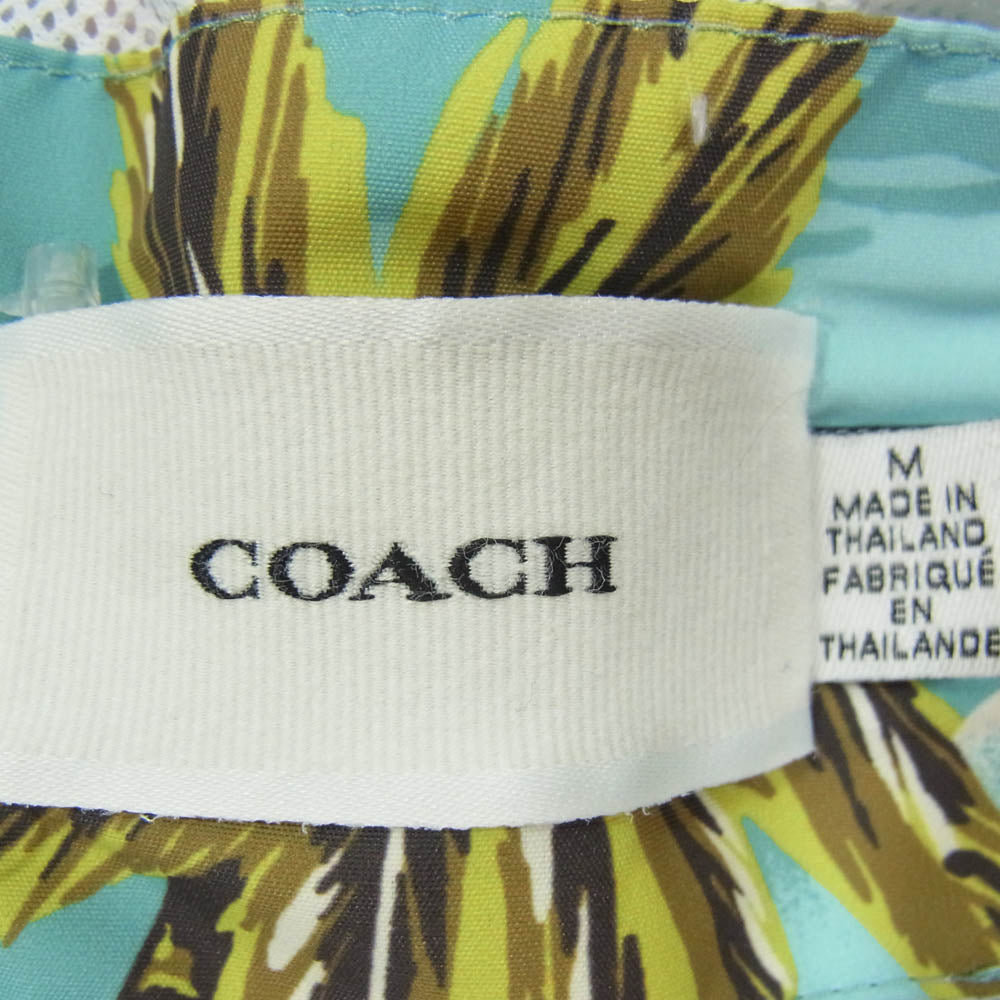 COACH
M
MADE IN
THAILAND
FABRIQUÉ
EN
THAILANDE